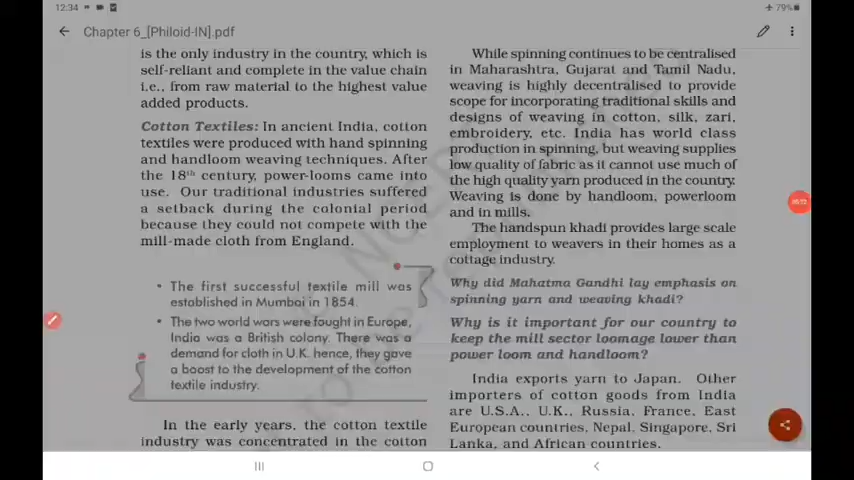 12:34
79%
Chapter 6_[Philoid-IN].pdf
is the only industry in the country, which is
self-reliant and complete in the value chain
i.e., from raw material to the highest value
added products.
Cotton Textiles: In ancient India, cotton
textiles were produced with hand spinning
and handloom weaving techniques. After
the 18th century, power-looms came into
use. Our traditional industries suffered
a setback during the colonial period
because they could not compete with the
mill-made cloth from England.
• The first successful textile mill was
established in Mumbai in 1854.
• The two world wars were fought in Europe,
India was a British colony. There was a
demand for cloth in U.K. hence, they gave
a boost to the development of the cotton
textile industry.
In the early years, the cotton textile
industry was concentrated in the cotton
While spinning continues to be centralised
in Maharashtra, Gujarat and Tamil Nadu,
weaving is highly decentralised to provide
scope for incorporating traditional skills and
designs of weaving in cotton, silk, zari,
embroidery, etc. India has world class
production in spinning, but weaving supplies
low quality of fabric as it cannot use much of
the high quality yarn produced in the country.
Weaving is done by handloom, powerloom
and in mills.
The handspun khadi provides large scale
employment to weavers in their homes as a
cottage industry.
Why did Mahatma Gandhi lay emphasis on
spinning yarn and weaving khadi?
Why is it important for our country to
keep the mill sector loomage lower than
power loom and handloom?
India exports yarn to Japan. Other
importers of cotton goods from India
are U.S.A., U.K., Russia, France, East
European countries, Nepal, Singapore, Sri
Lanka, and African countries.